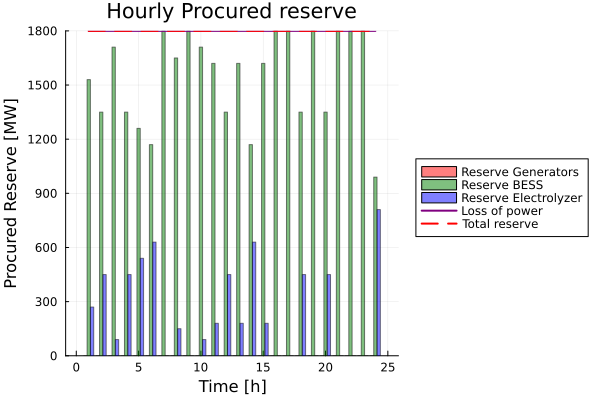 Hourly Procured reserve
Procured Reserve [MW]
1800
1500
1200
900
600
300
0
0 5 10 15 20 25
Time [h]
Reserve Generators
Reserve BESS
Reserve Electrolyzer
Loss of power
Total reserve